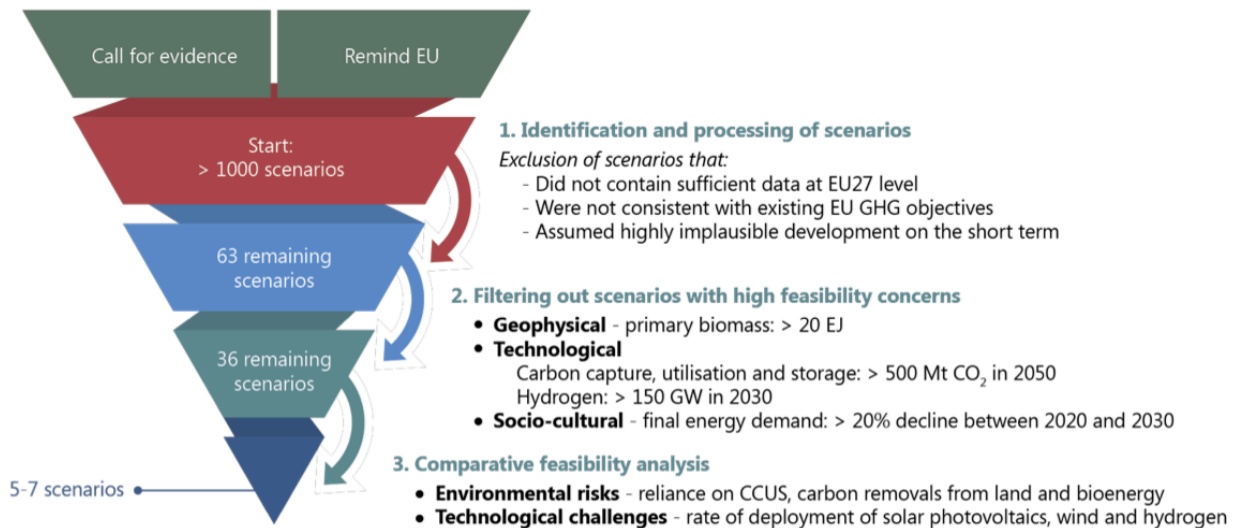 Call for evidence
Remind EU
Start:
> 1000 scenarios
1. Identification and processing of scenarios
Exclusion of scenarios that:
- Did not contain sufficient data at EU27 level
- Were not consistent with existing EU GHG objectives
- Assumed highly implausible development on the short term
63 remaining
scenarios
2. Filtering out scenarios with high feasibility concerns
• Geophysical - primary biomass: > 20 EJ
• Technological
Carbon capture, utilisation and storage: > 500 Mt CO₂ in 2050
Hydrogen: > 150 GW in 2030
• Socio-cultural - final energy demand: > 20% decline between 2020 and 2030
36 remaining
scenarios
3. Comparative feasibility analysis
• Environmental risks - reliance on CCUS, carbon removals from land and bioenergy
• Technological challenges - rate of deployment of solar photovoltaics, wind and hydrogen
5-7 scenarios